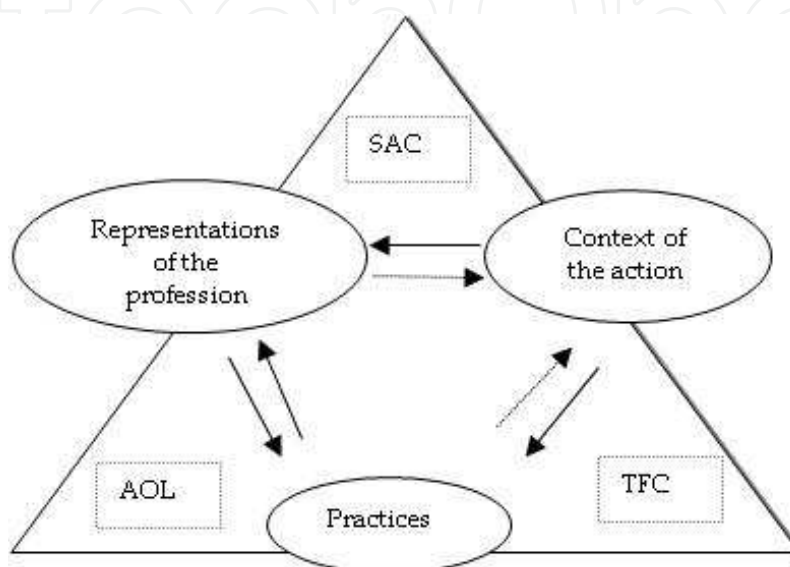 SAC
Representations
of the
profession
Context of
the action
AOL
TFC
Practices